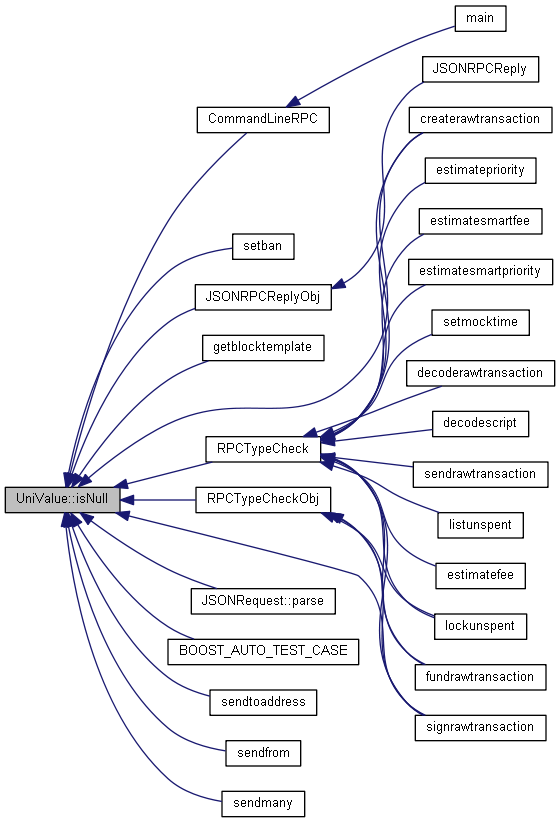 main
JSONRPCReply
CommandLineRPC
createrawtransaction
estimatepriority
estimatesmartfee
setban
estimatesmartpriority
JSONRPCReplyObj
setmocktime
getblocktemplate
decoderawtransaction
decodescript
RPCTypeCheck
sendrawtransaction
UniValue::isNull
RPCTypeCheckObj
listunspent
estimatefee
JSONRequest::parse
lockunspent
BOOST_AUTO_TEST_CASE
fundrawtransaction
sendtoaddress
signrawtransaction
sendfrom
sendmany